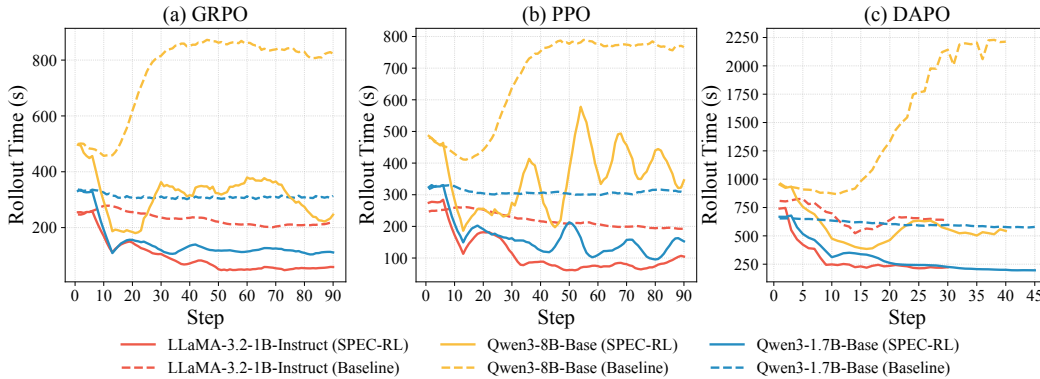 (a) GRPO
(b) PPO
(c) DAPO
Rollout Time (s)
800
600
400
200
0 10 20 30 40 50 60 70 80 90
Step
Rollout Time (s)
800
700
600
500
400
300
200
100
0 10 20 30 40 50 60 70 80 90
Step
Rollout Time (s)
2250
2000
1750
1500
1250
1000
750
500
250
0 5 10 15 20 25 30 35 40 45
Step
LLaMA-3.2-1B-Instruct (SPEC-RL)
Qwen3-8B-Base (SPEC-RL)
Qwen3-1.7B-Base (SPEC-RL)
LLaMA-3.2-1B-Instruct (Baseline)
Qwen3-8B-Base (Baseline)
Qwen3-1.7B-Base (Baseline)